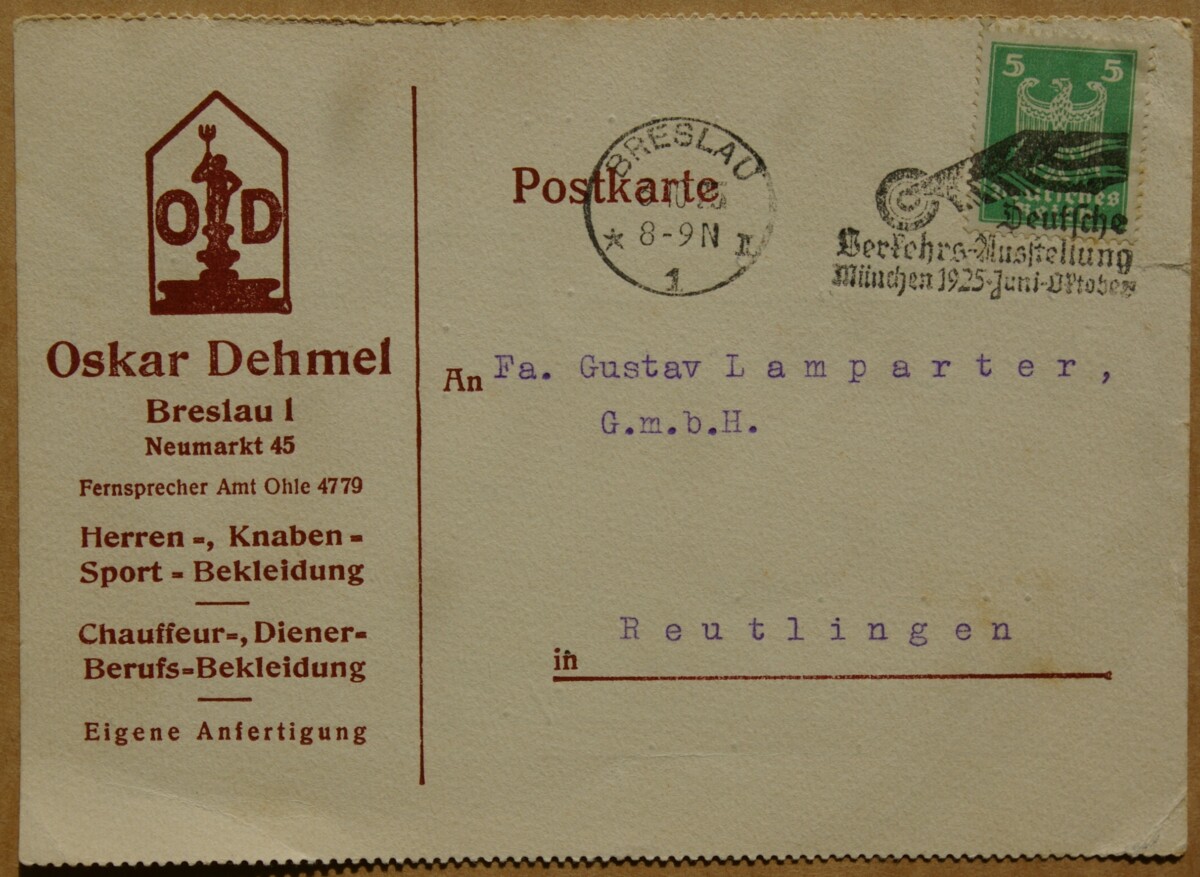 O D
Oskar Dehmel
Breslau 1
Neumarkt 45
Fernsprecher Amt Ohle 4779
Herren-, Knaben-
Sport-Bekleidung
Chauffeur-, Diener-
Berufs-Bekleidung
Eigene Anfertigung
Postkarte
BRESLAU
8-9 N
1
5 5
Deutsches
Deutsche
Verkehrs-Ausstellung
München 1925-Juni-Oktober
An Fa. Gustav Lamparter,
G.m.b.H.
in Reutlingen